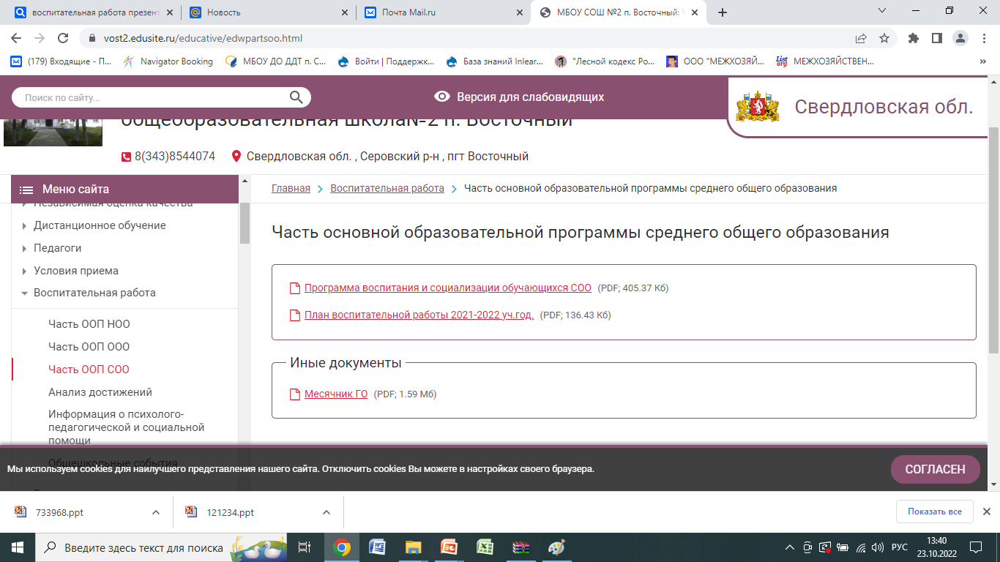 воспитательная работа презент
Новость
Почта Mail.ru
МБОУ СОШ №2 п. Восточный: Ч
vost2.edusite.ru/educative/edwpartsoo.html
(179) Входящие - П...
Navigator Booking
МБОУ ДО ДДТ п. С...
Войти | Поддержк...
База знаний Inlear...
"Лесной кодекс Ро...
ООО "МЕЖХОЗЯЙ...
List org
МЕЖХОЗЯЙСТВЕН...
»
Поиск по сайту...
Версия для слабовидящих
Свердловская обл.
общеобразовательная школа№2 п. Восточный
8(343)8544074
Свердловская обл. , Серовский р-н , пгт Восточный
Меню сайта
Главная
Воспитательная работа
Часть основной образовательной программы среднего общего образования
Независимая оценка качества
Дистанционное обучение
Педагоги
Условия приема
Воспитательная работа
Часть ООП НОО
Часть ООП ООО
Часть ООП СОО
Анализ достижений
Информация о психолого-
педагогической и социальной
помощи
Общешкольные события
Часть основной образовательной программы среднего общего образования
Программа воспитания и социализации обучающихся СОО (PDF; 405.37 Кб)
План воспитательной работы 2021-2022 уч.год. (PDF; 136.43 Кб)
Иные документы
Месячник ГО (PDF; 1.59 Мб)
Мы используем cookies для наилучшего представления нашего сайта. Отключить cookies Вы можете в настройках своего браузера.
СОГЛАСЕН
733968.ppt
121234.ppt
Показать все
Введите здесь текст для поиска
РУС
13:40
23.10.2022